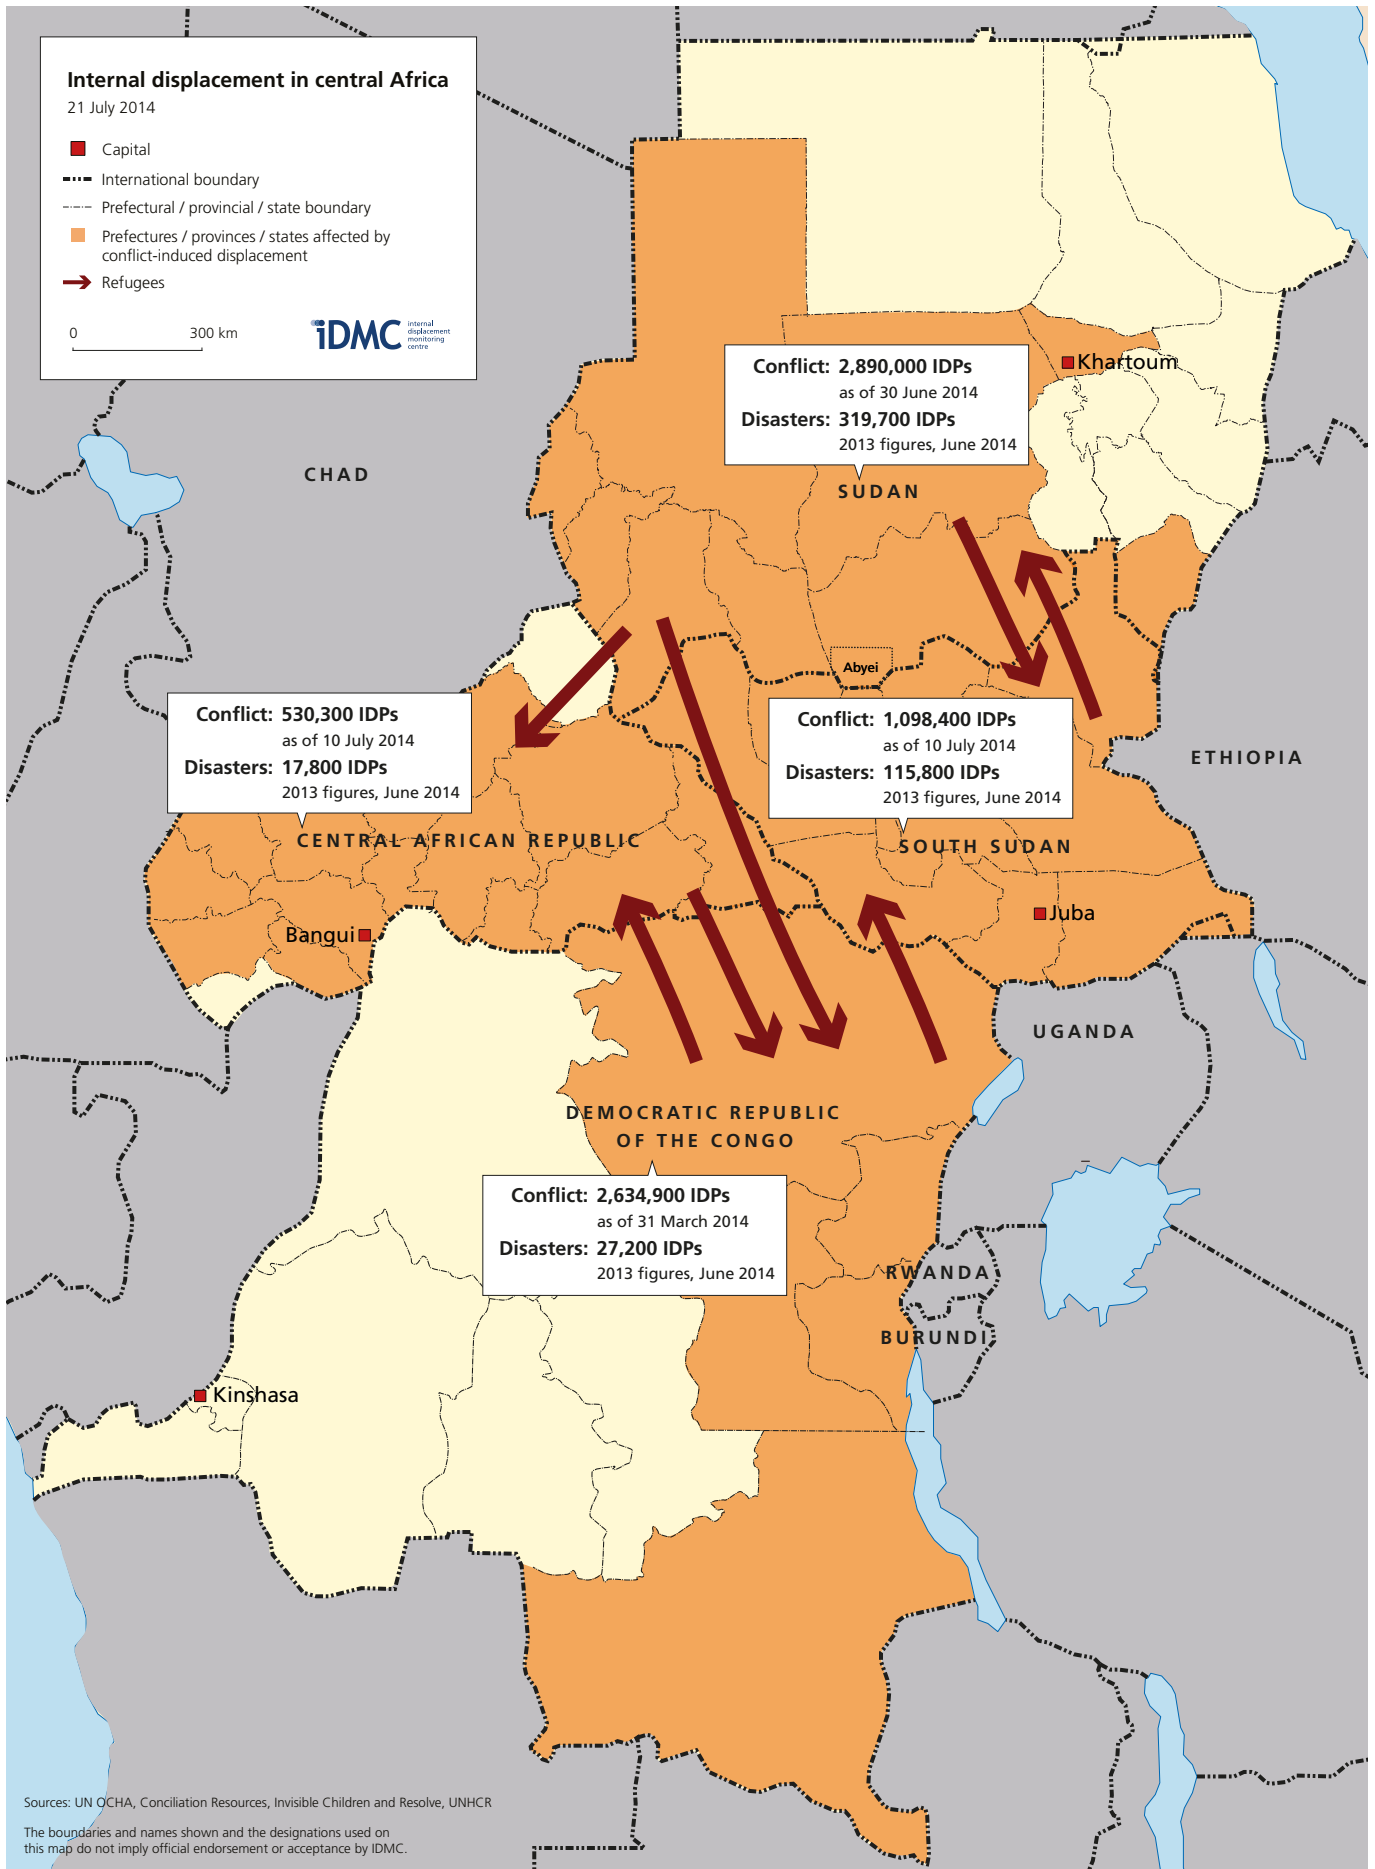 Internal displacement in central Africa
21 July 2014
Capital
International boundary
Prefectural / provincial / state boundary
Prefectures / provinces / states affected by
conflict-induced displacement
Refugees
0 300 km
iDMC
internal
displacement
monitoring
centre
Khartoum
Conflict: 2,890,000 IDPs
as of 30 June 2014
Disasters: 319,700 IDPs
2013 figures, June 2014
CHAD
SUDAN
Abyei
Conflict: 530,300 IDPs
as of 10 July 2014
Disasters: 17,800 IDPs
2013 figures, June 2014
Conflict: 1,098,400 IDPs
as of 10 July 2014
Disasters: 115,800 IDPs
2013 figures, June 2014
ETHIOPIA
CENTRAL AFRICAN REPUBLIC
SOUTH SUDAN
Juba
Bangui
UGANDA
DEMOCRATIC REPUBLIC
OF THE CONGO
Conflict: 2,634,900 IDPs
as of 31 March 2014
Disasters: 27,200 IDPs
2013 figures, June 2014
RWANDA
BURUNDI
Kinshasa
Sources: UN OCHA, Conciliation Resources, Invisible Children and Resolve, UNHCR
The boundaries and names shown and the designations used on
this map do not imply official endorsement or acceptance by IDMC.